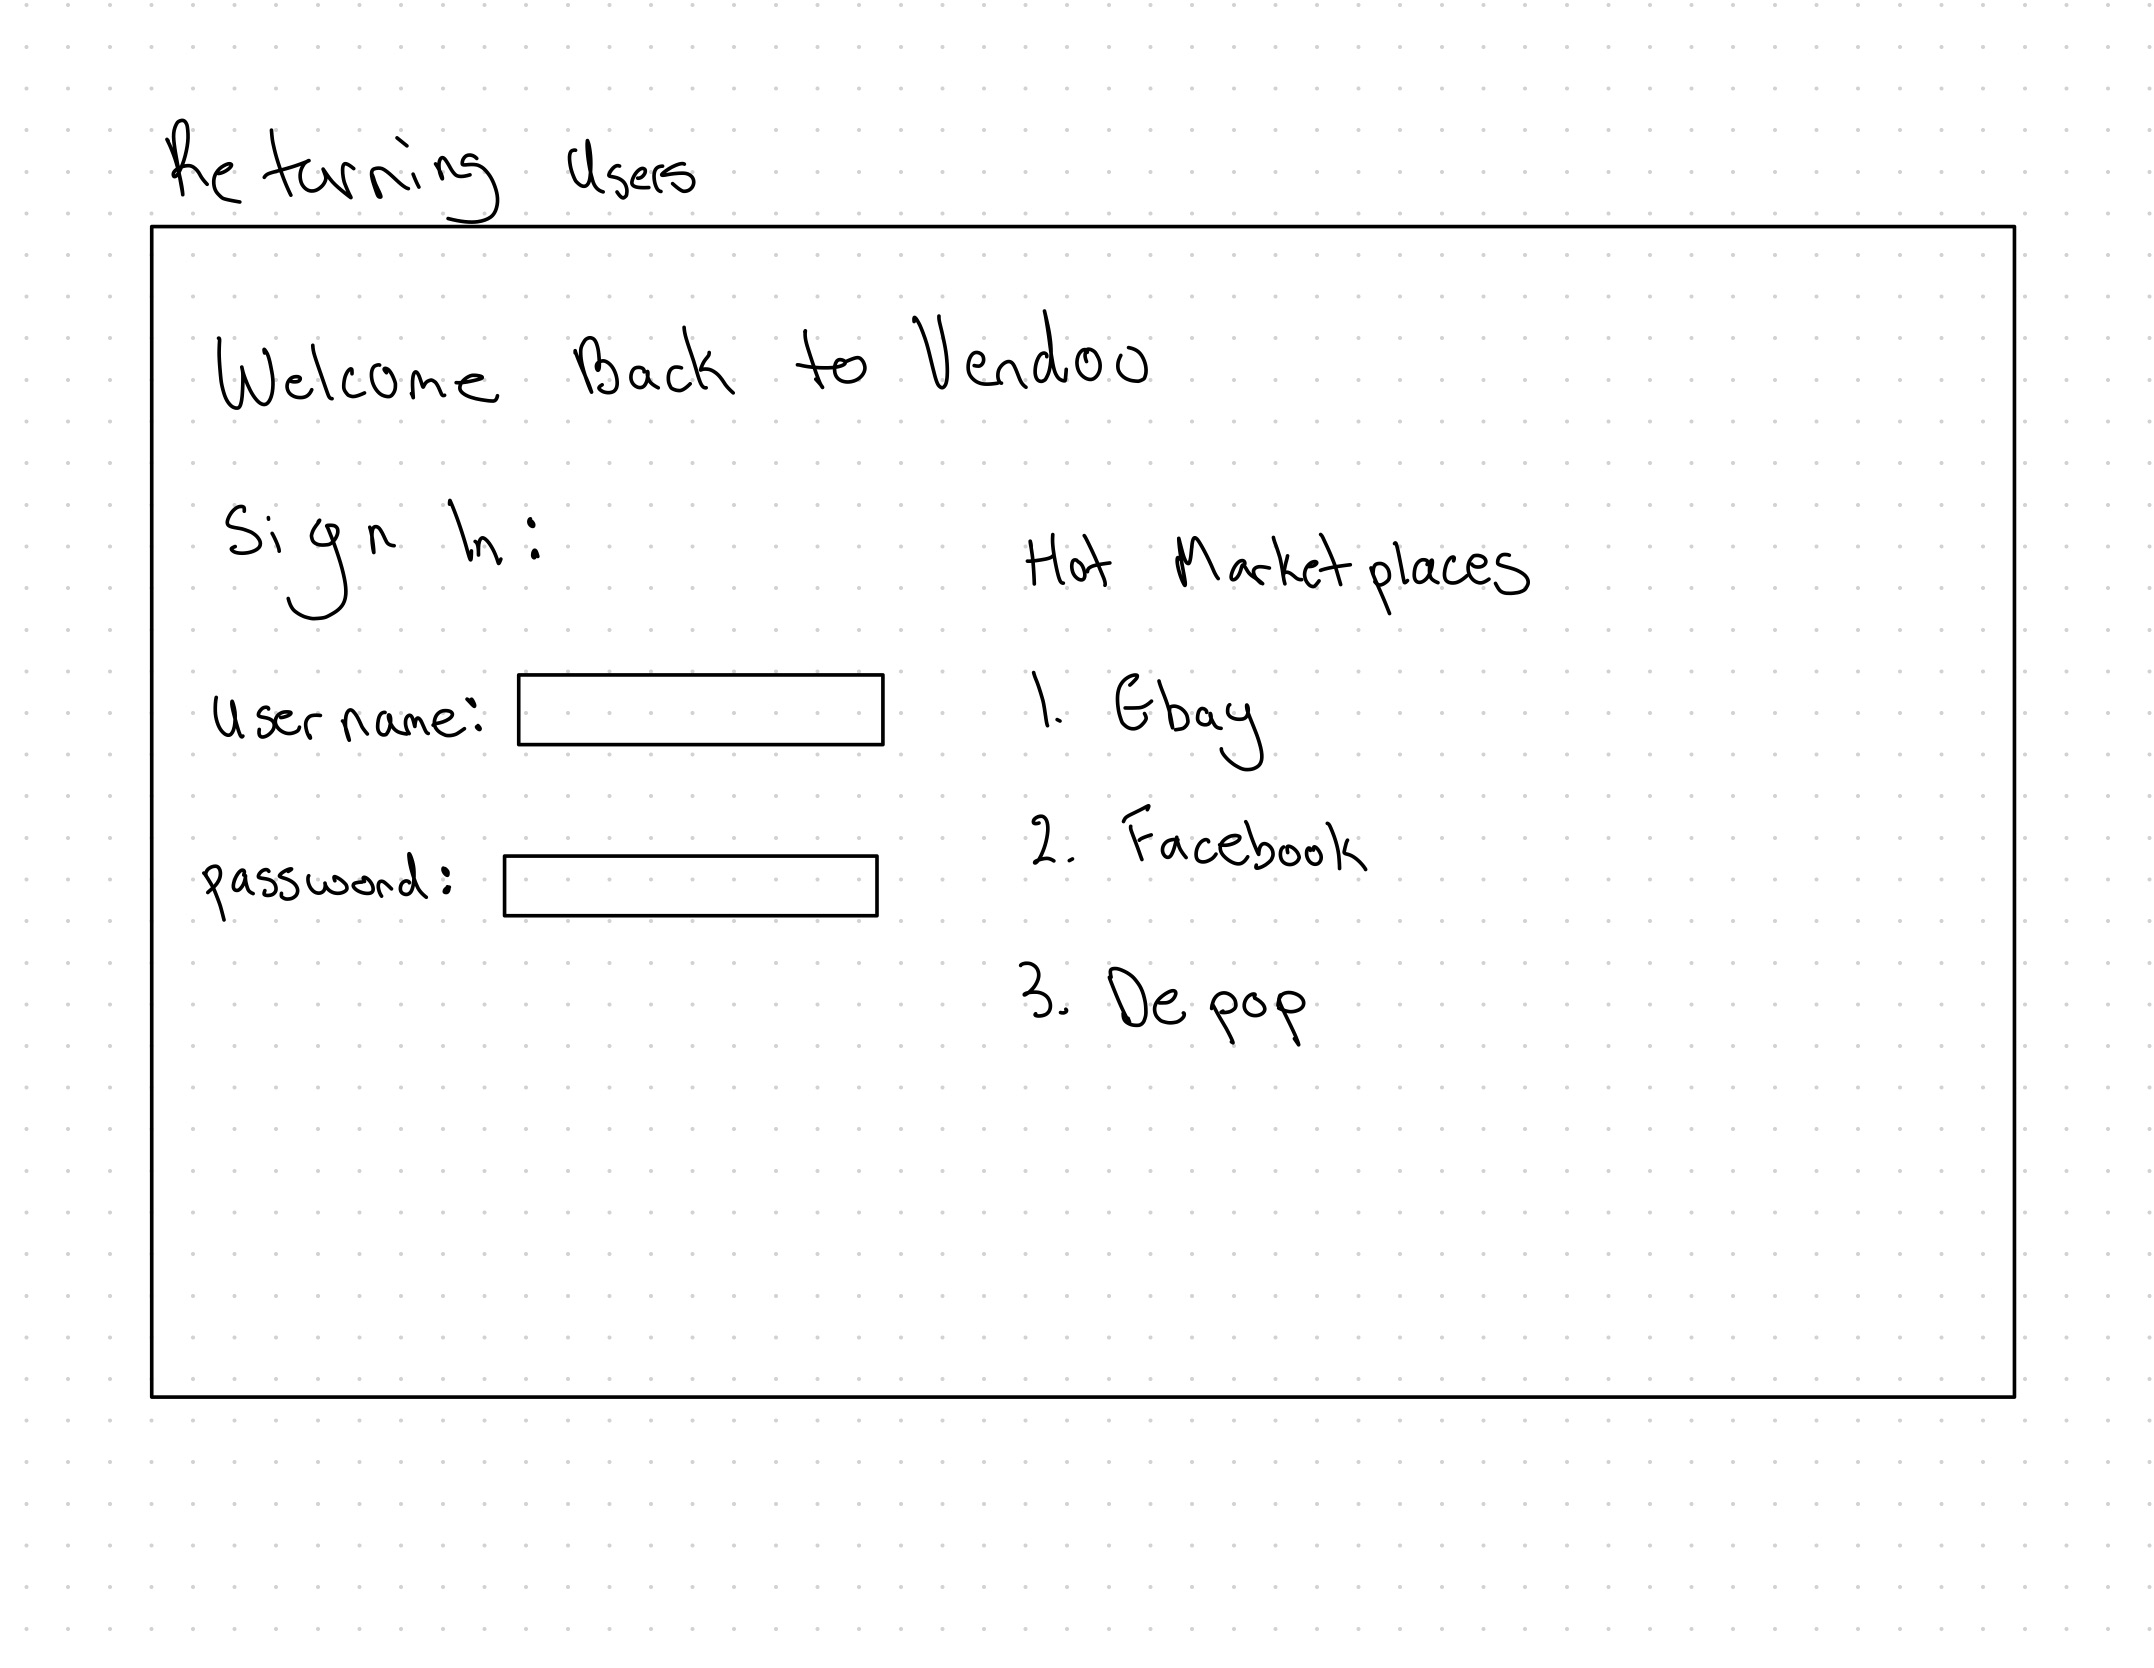 Returning Users
Welcome Back to Vendoo
Sign In:
Username:
password:
Hot Marketplaces
1. Ebay
2. Facebook
3. Depop